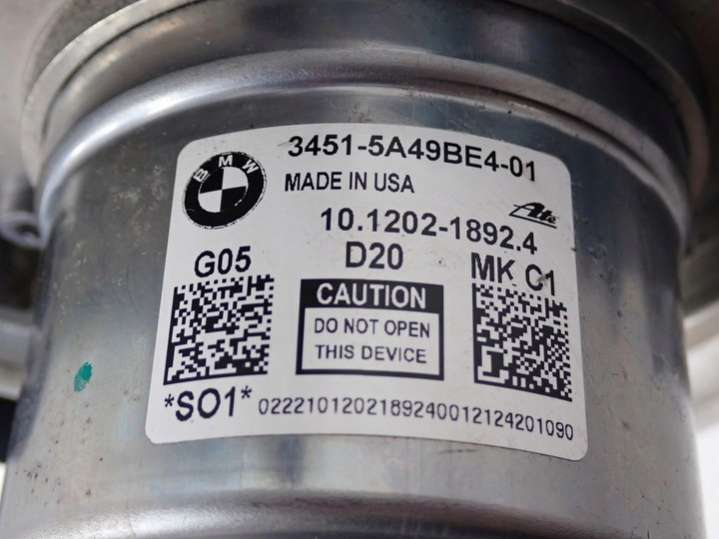 BMW
3451-5A49BE4-01
MADE IN USA
Ate
10.1202-1892.4
G05
D20
MK C1
CAUTION
DO NOT OPEN
THIS DEVICE
*SO1*
0222101202189240012124201090